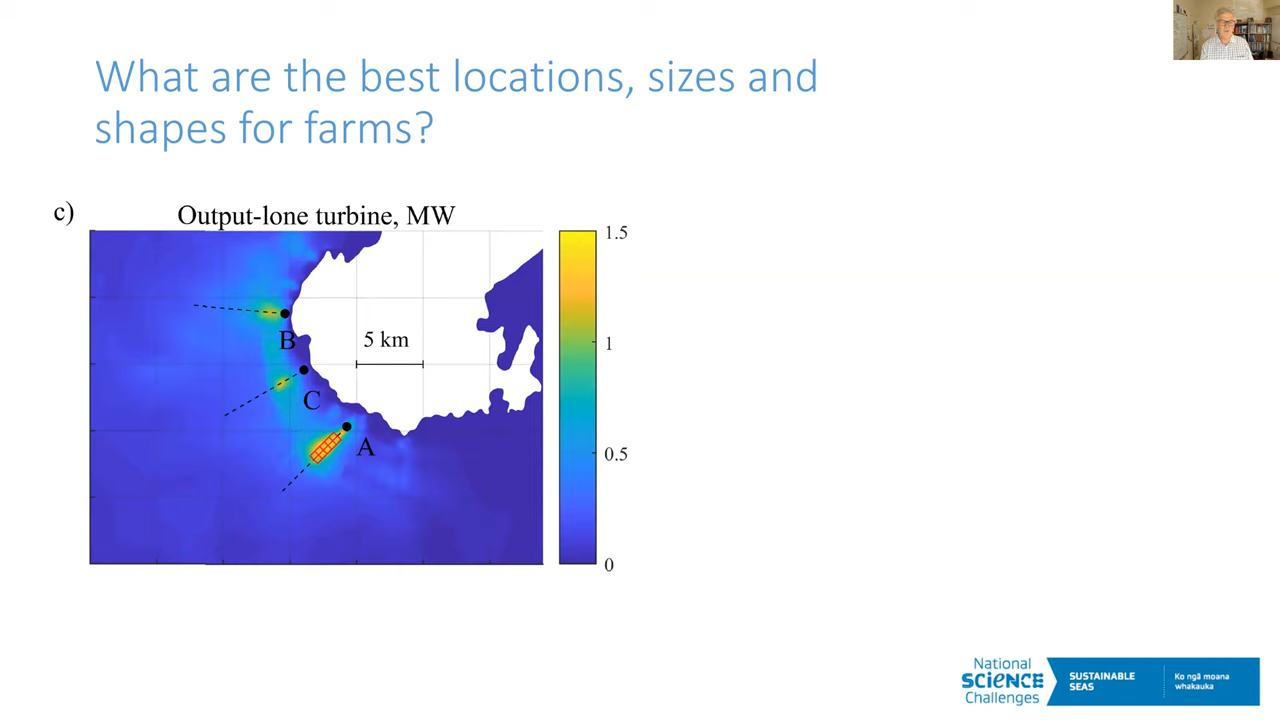 What are the best locations, sizes and
shapes for farms?
c)
Output-lone turbine, MW
1.5
1
0.5
0
B
5 km
C
A
National
SCIENCE
Challenges
SUSTAINABLE
SEAS
Ko ngā moana
whakauka